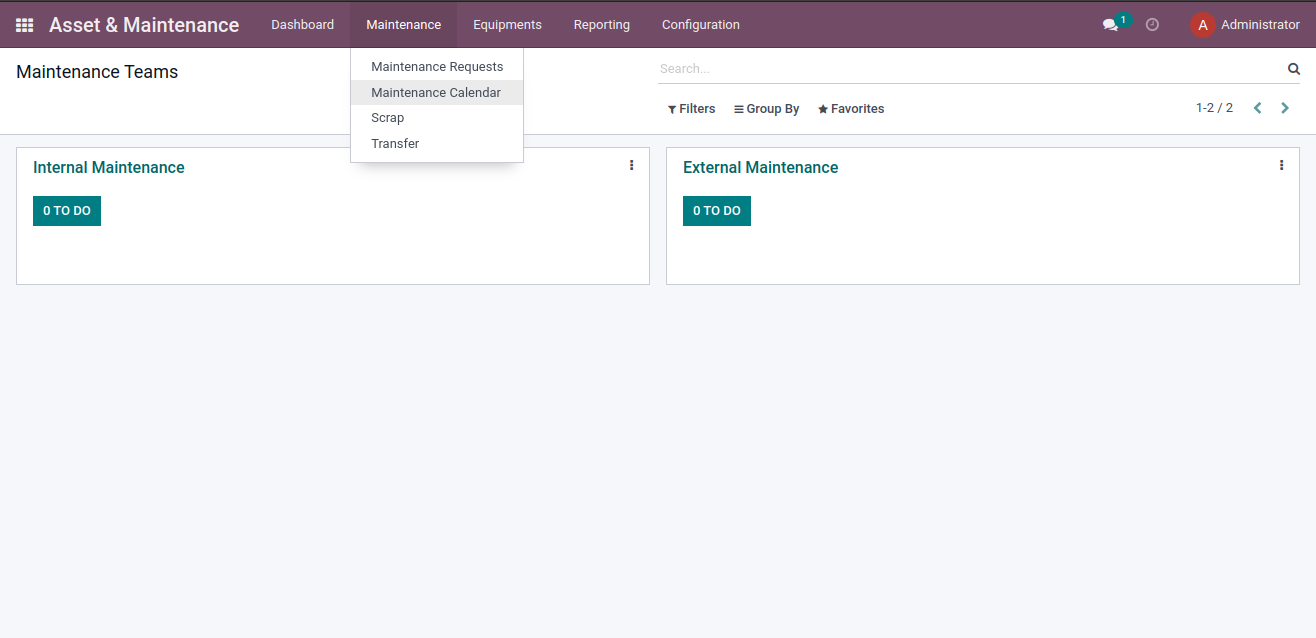 Asset & Maintenance
Dashboard
Maintenance
Equipments
Reporting
Configuration
1
A
Administrator
Maintenance Teams
Search...
Maintenance Requests
Maintenance Calendar
Scrap
Transfer
Filters
Group By
Favorites
1-2 / 2
Internal Maintenance
0 TO DO
External Maintenance
0 TO DO